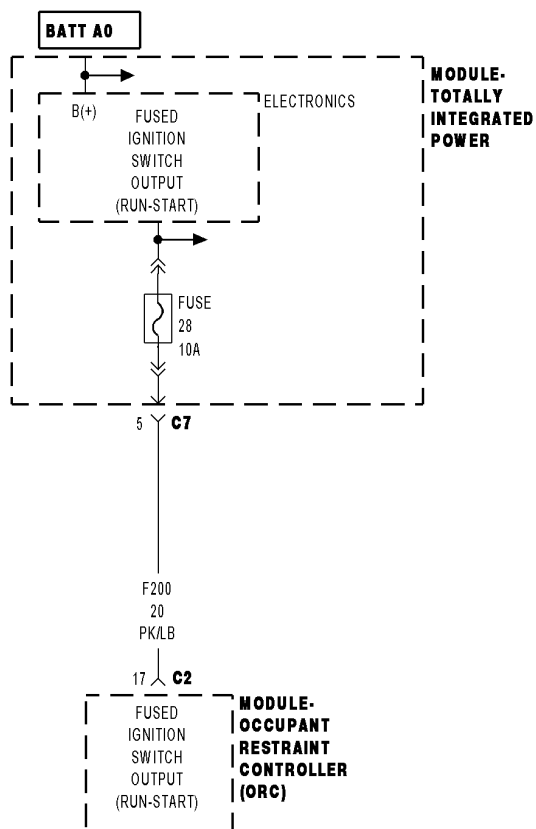 BATT A0
MODULE-
TOTALLY
INTEGRATED
POWER
ELECTRONICS
B(+)
FUSED
IGNITION
SWITCH
OUTPUT
(RUN-START)
FUSE
28
10A
5 C7
F200
20
PK/LB
17 C2
MODULE-
OCCUPANT
RESTRAINT
CONTROLLER
(ORC)
FUSED
IGNITION
SWITCH
OUTPUT
(RUN-START)